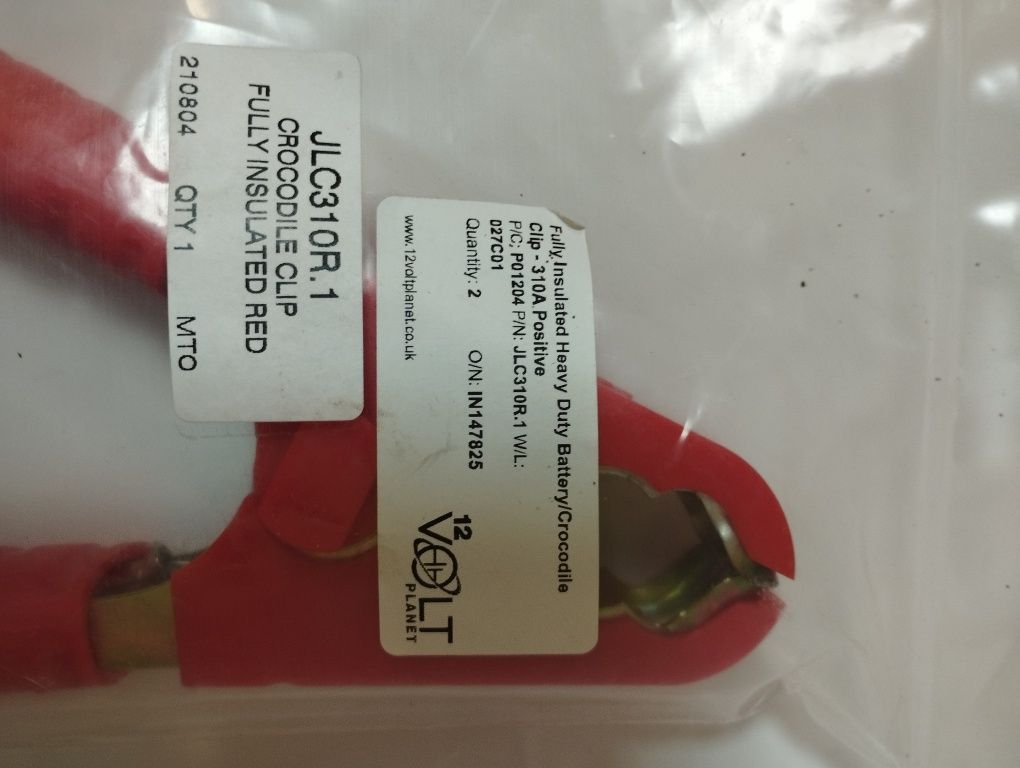 JLC310R.1
CROCODILE CLIP
FULLY INSULATED RED
210804 QTY 1 MTO
Fully Insulated Heavy Duty Battery/Crocodile
Clip - 310A Positive
P/C: P01204 P/N: JLC310R.1 W/L:
027C01
Quantity: 2 O/N: IN147825
www.12voltplanet.co.uk
12
VOLT
PLANET